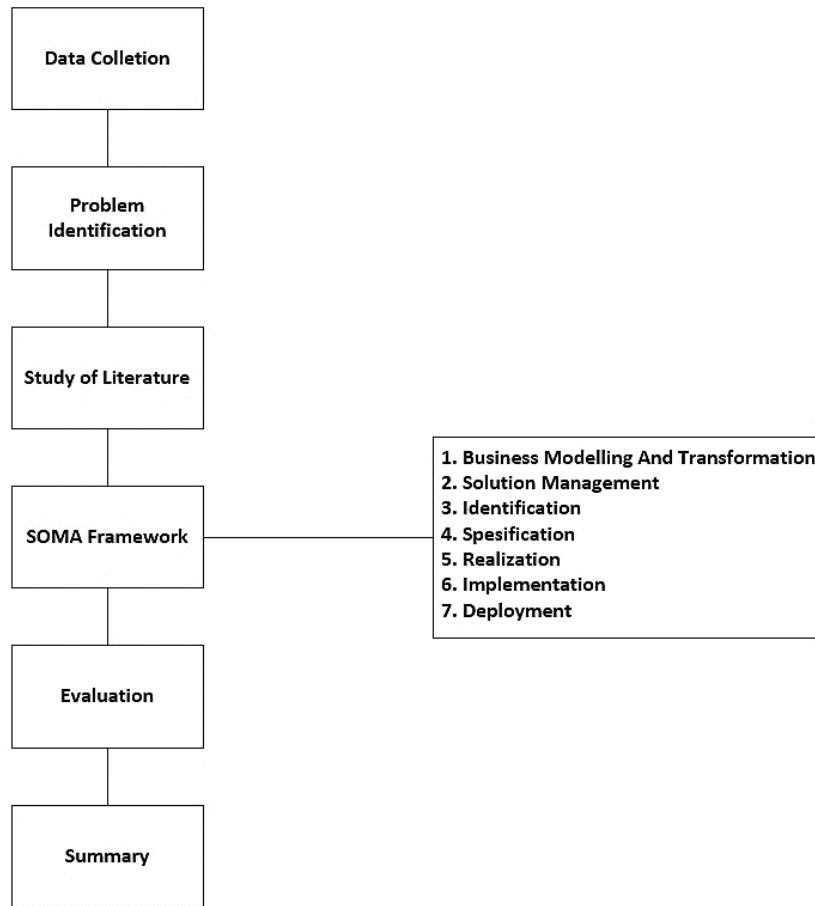 Data Colletion
Problem
Identification
Study of Literature
SOMA Framework
1. Business Modelling And Transformation
2. Solution Management
3. Identification
4. Spesification
5. Realization
6. Implementation
7. Deployment
Evaluation
Summary